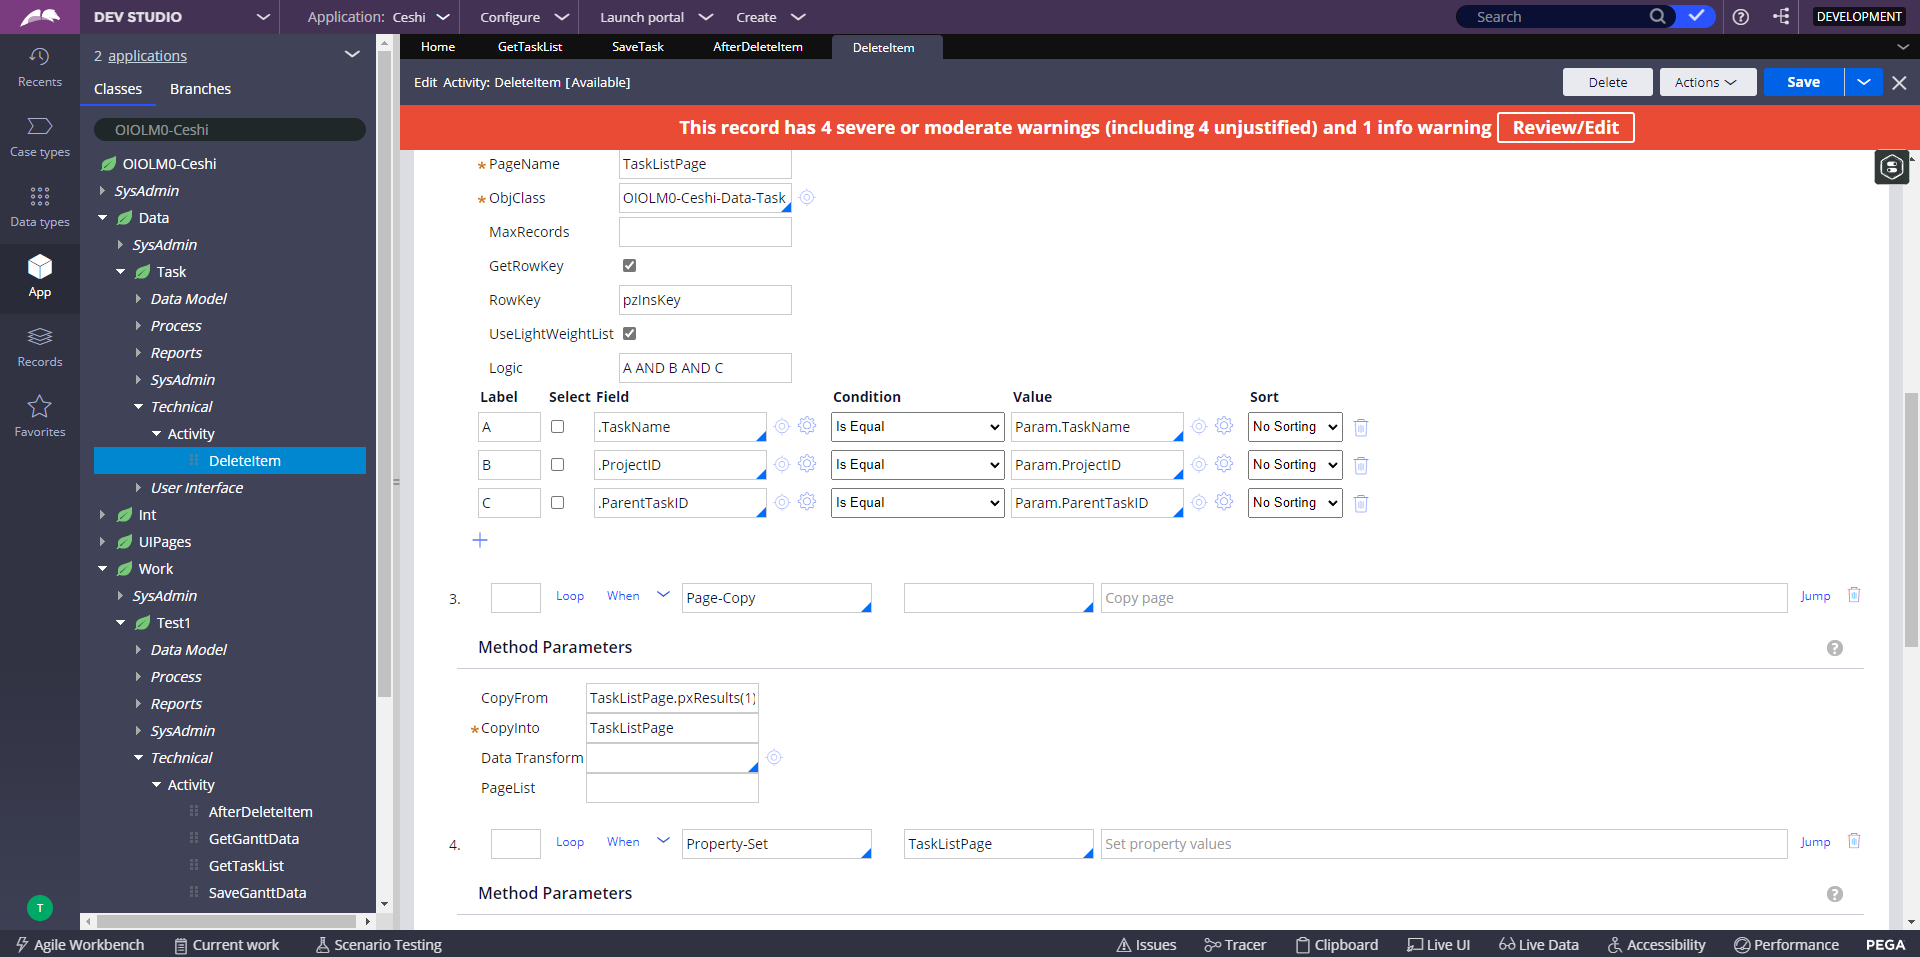 DEV STUDIO
Application: Ceshi
Configure
Launch portal
Create
Search
DEVELOPMENT
Recents
Case types
Data types
App
Records
Favorites
T
2 applications
Classes
Branches
OIOLM0-Ceshi
OIOLM0-Ceshi
SysAdmin
Data
SysAdmin
Task
Data Model
Process
Reports
SysAdmin
Technical
Activity
DeleteItem
User Interface
Int
UIPages
Work
SysAdmin
Test1
Data Model
Process
Reports
SysAdmin
Technical
Activity
AfterDeleteItem
GetGanttData
GetTaskList
SaveGanttData
Home
GetTaskList
SaveTask
AfterDeleteItem
DeleteItem
Edit Activity: DeleteItem [Available]
Delete
Actions
Save
This record has 4 severe or moderate warnings (including 4 unjustified) and 1 info warning
Review/Edit
* PageName TaskListPage
* ObjClass OIOLM0-Ceshi-Data-Task
MaxRecords
GetRowKey
RowKey pzInsKey
UseLightWeightList
Logic A AND B AND C
Label Select Field Condition Value Sort
A .TaskName Is Equal Param.TaskName No Sorting
B .ProjectID Is Equal Param.ProjectID No Sorting
C .ParentTaskID Is Equal Param.ParentTaskID No Sorting
3. Loop When Page-Copy Copy page Jump
Method Parameters
CopyFrom TaskListPage.pxResults(1)
* CopyInto TaskListPage
Data Transform
PageList
4. Loop When Property-Set TaskListPage Set property values Jump
Method Parameters
Agile Workbench
Current work
Scenario Testing
Issues
Tracer
Clipboard
Live UI
Live Data
Accessibility
Performance
PEGA